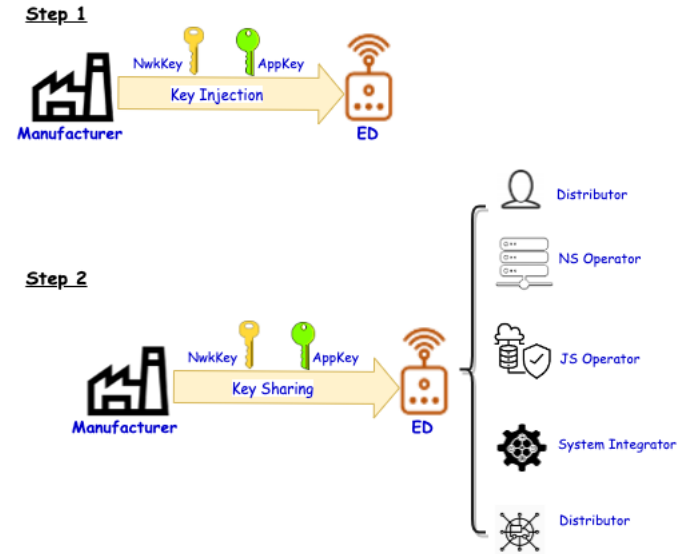 Step 1
NwkKey
AppKey
Key Injection
Manufacturer
ED
Distributor
NS Operator
Step 2
NwkKey
AppKey
JS Operator
Key Sharing
Manufacturer
ED
System Integrator
Distributor